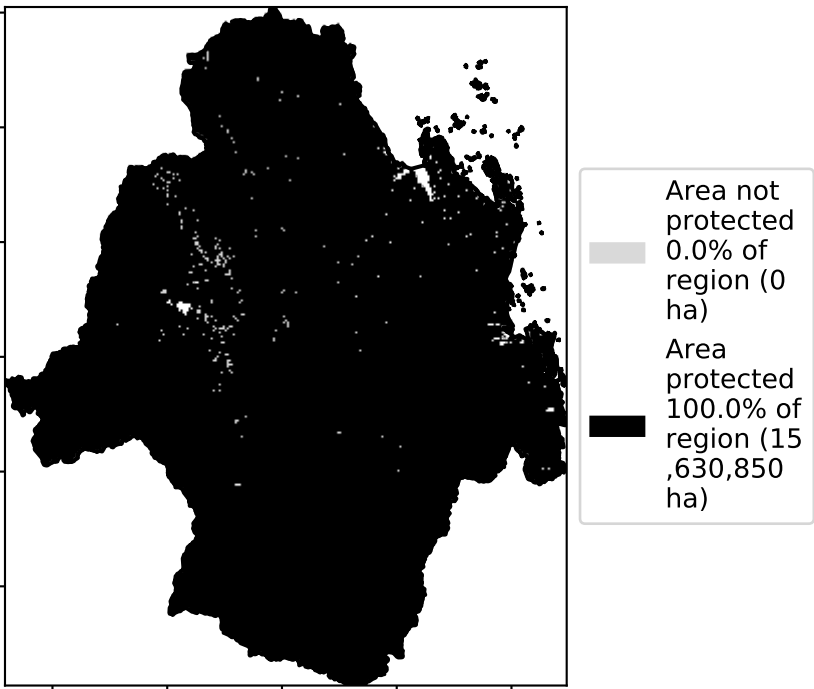 Area not
protected
0.0% of
region (0
ha)
Area
protected
100.0% of
region (15
,630,850
ha)